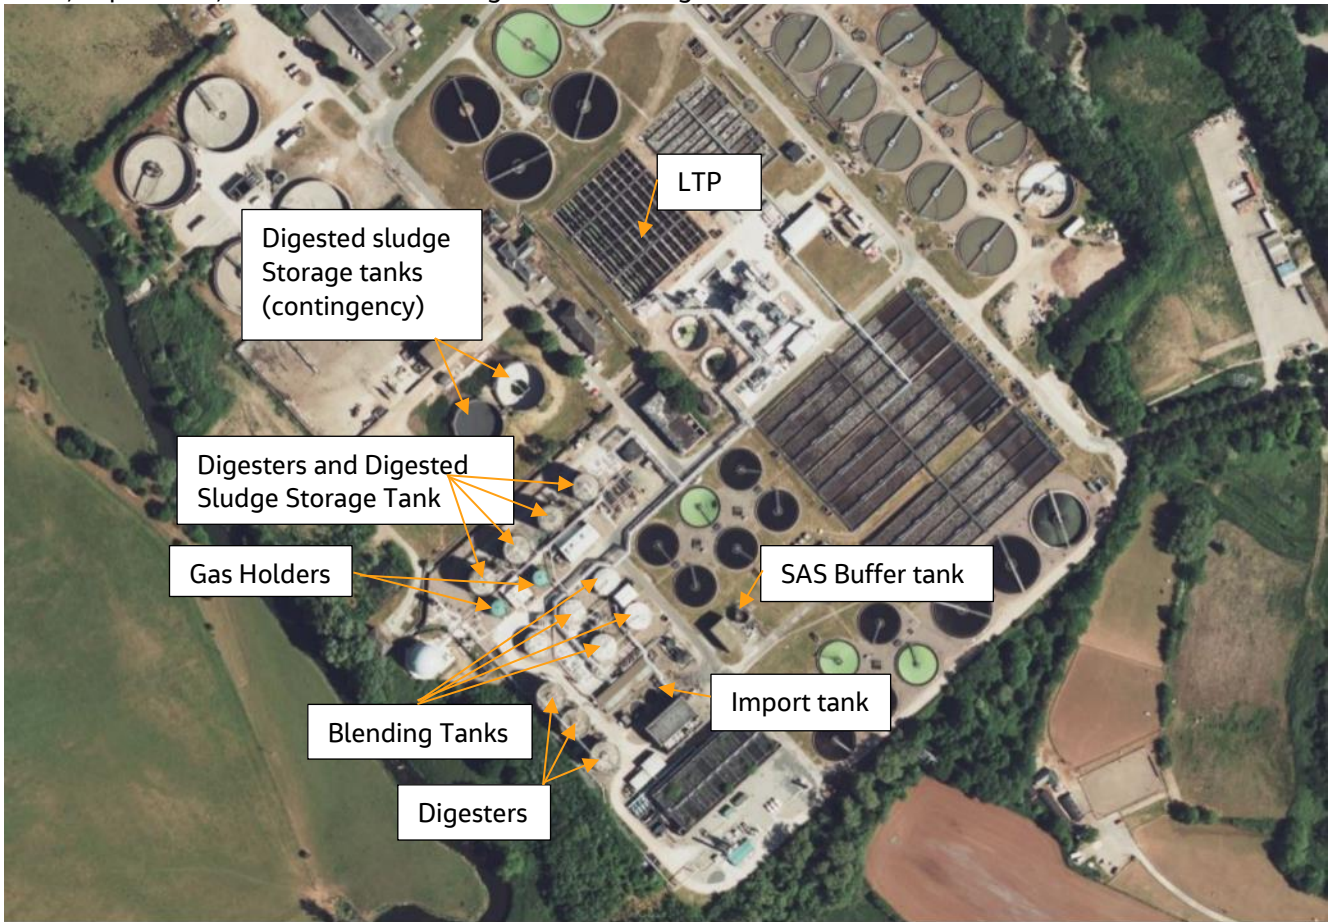 LTP
Digested sludge
Storage tanks
(contingency)
Digesters and Digested
Sludge Storage Tank
Gas Holders
SAS Buffer tank
Import tank
Blending Tanks
Digesters